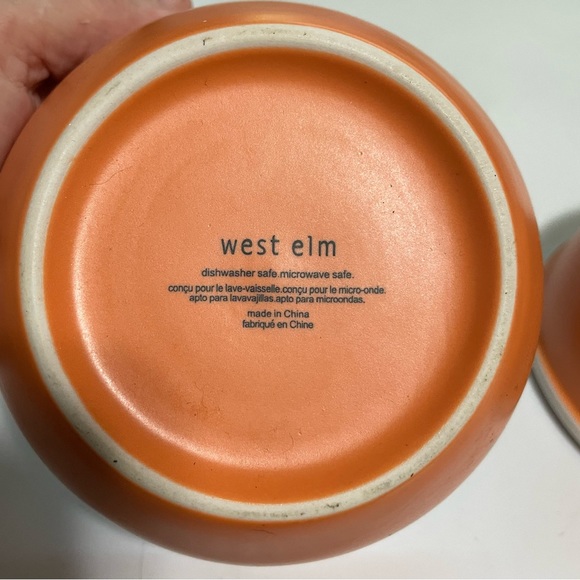 west elm
dishwasher safe.microwave safe.
conçu pour le lave-vaisselle.conçu pour le micro-onde.
apto para lavavajillas.apto para microondas.
made in China
fabriqué en Chine